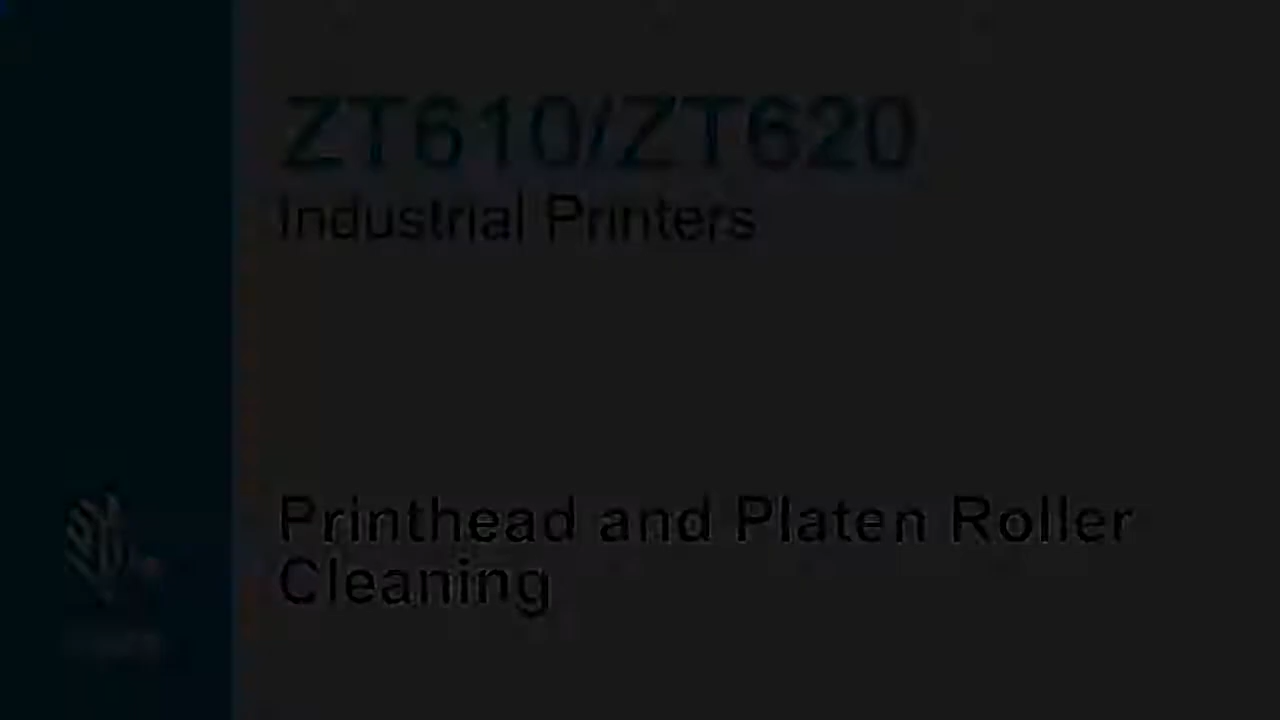 ZT610/ZT620
Industrial Printers
Printhead and Platen Roller
Cleaning